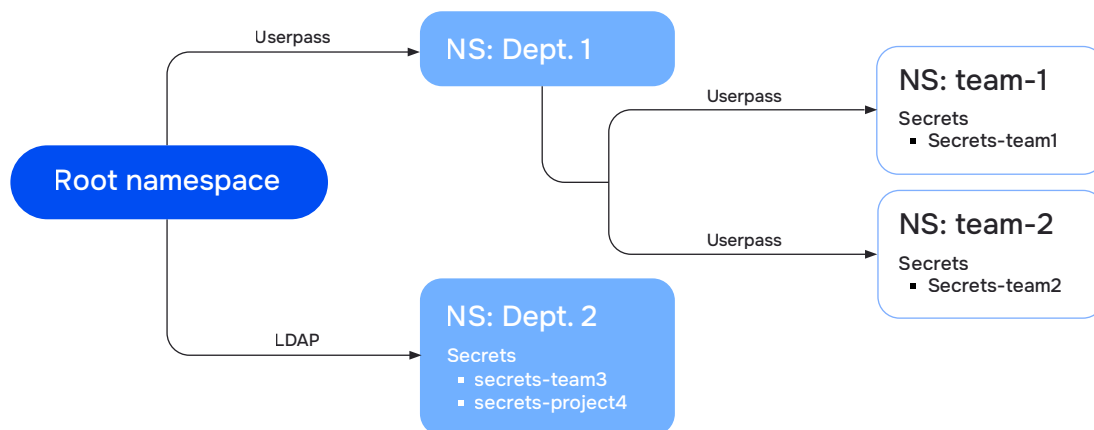 Userpass
NS: Dept. 1
Userpass
NS: team-1
Secrets
▪ Secrets-team1
Root namespace
Userpass
NS: team-2
Secrets
▪ Secrets-team2
LDAP
NS: Dept. 2
Secrets
▪ secrets-team3
▪ secrets-project4